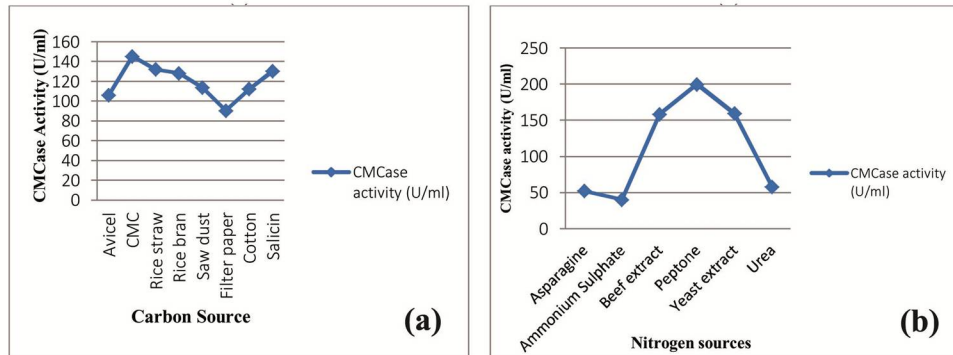 CMCase Activity (U/ml)
160
140
120
100
80
60
40
20
0
Avicel
CMC
Rice straw
Rice bran
Saw dust
Filter paper
Cotton
Salicin
Carbon Source
CMCase
activity (U/ml)
(a)
CMCase activity (U/ml)
250
200
150
100
50
0
Asparagine
Ammonium Sulphate
Beef extract
Peptone
Yeast extract
Urea
Nitrogen sources
CMCase activity
(U/ml)
(b)